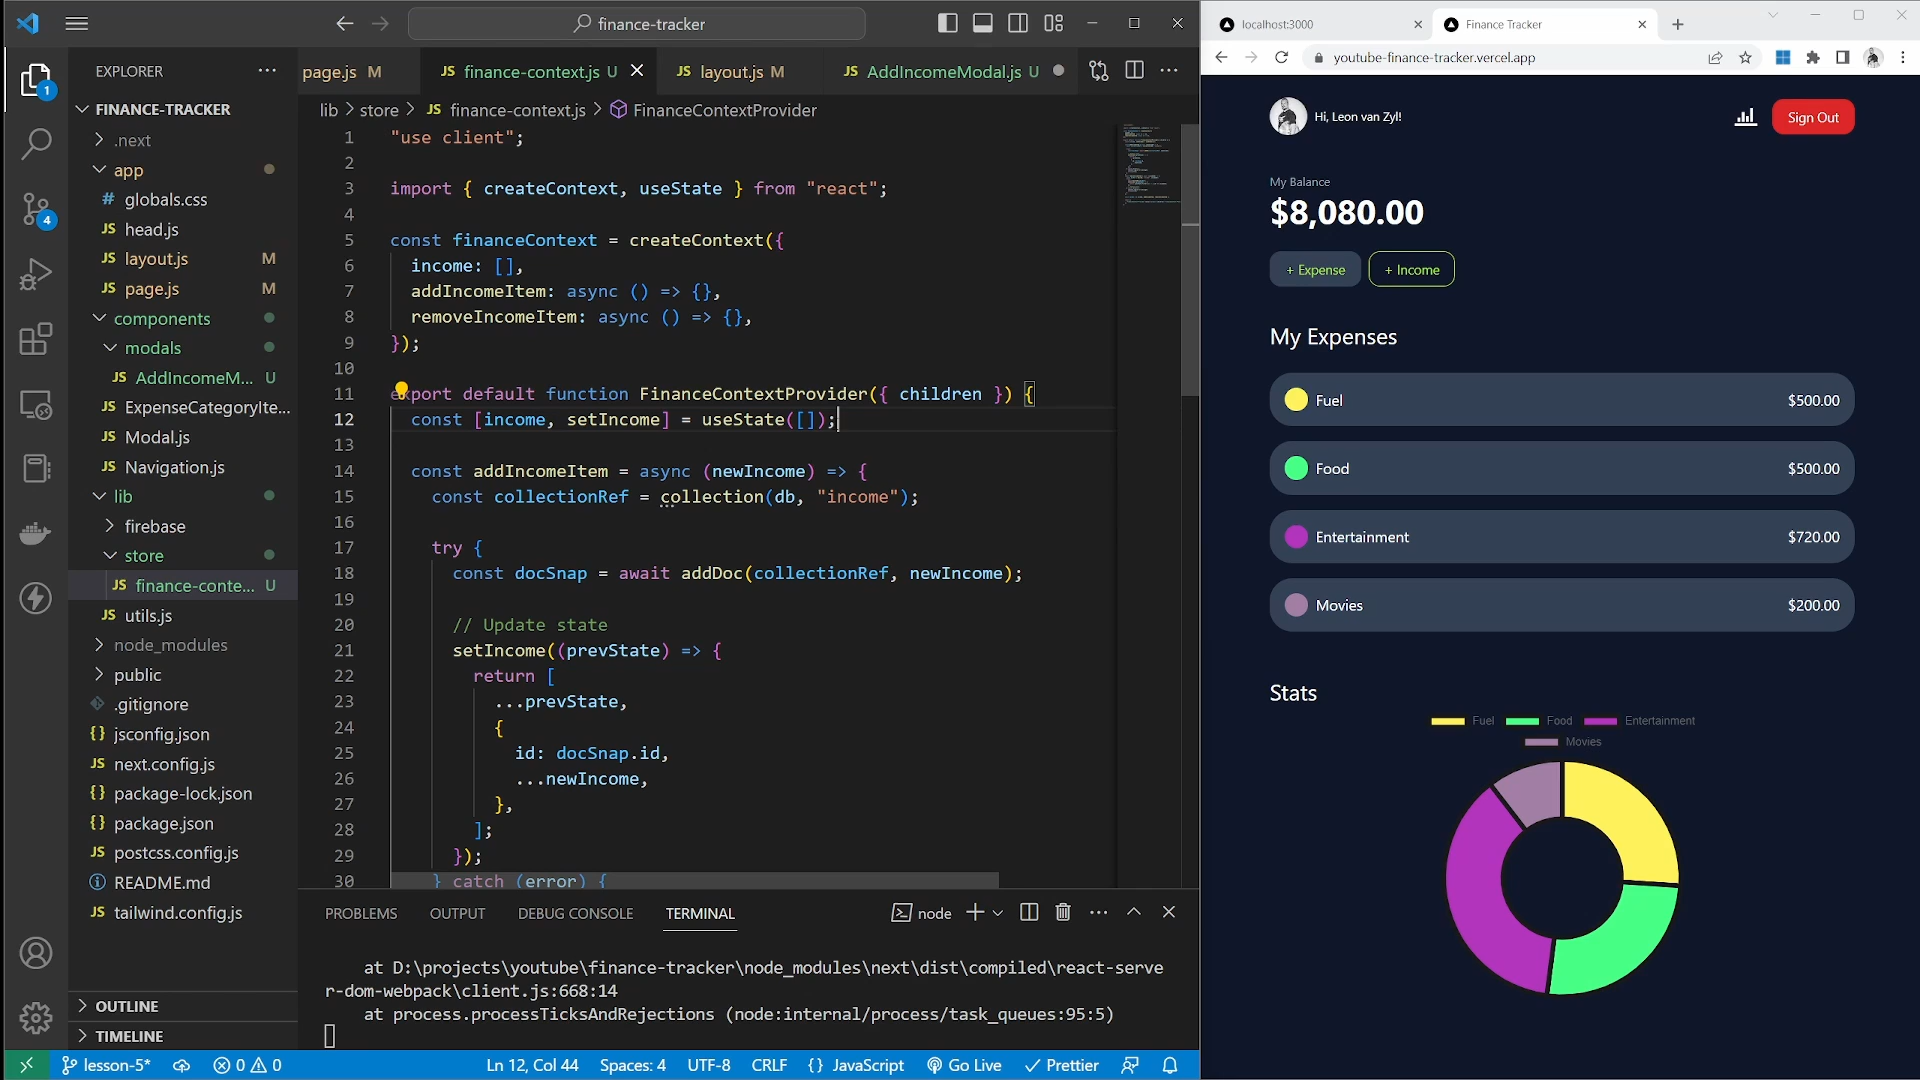 finance-tracker
EXPLORER
FINANCE-TRACKER
.next
app
globals.css
head.js
layout.js M
page.js M
components
modals
AddIncomeM... U
ExpenseCategoryIte...
Modal.js
Navigation.js
lib
firebase
store
finance-conte... U
utils.js
node_modules
public
.gitignore
jsconfig.json
next.config.js
package-lock.json
package.json
postcss.config.js
README.md
tailwind.config.js
OUTLINE
TIMELINE
page.js M
JS finance-context.js U
JS layout.js M
JS AddIncomeModal.js U
lib > store > JS finance-context.js > FinanceContextProvider
1 "use client";
2
3 import { createContext, useState } from "react";
4
5 const financeContext = createContext({
6 income: [],
7 addIncomeItem: async () => {},
8 removeIncomeItem: async () => {},
9 });
10
11 export default function FinanceContextProvider({ children }) {
12 const [income, setIncome] = useState([]);
13
14 const addIncomeItem = async (newIncome) => {
15 const collectionRef = collection(db, "income");
16
17 try {
18 const docSnap = await addDoc(collectionRef, newIncome);
19
20 // Update state
21 setIncome((prevState) => {
22 return [
23 ...prevState,
24 {
25 id: docSnap.id,
26 ...newIncome,
27 },
28 ];
29 });
30 } catch (error) {
PROBLEMS OUTPUT DEBUG CONSOLE TERMINAL node
at D:\projects\youtube\finance-tracker\node_modules\next\dist\compiled\react-serve
r-dom-webpack\client.js:668:14
at process.processTicksAndRejections (node:internal/process/task_queues:95:5)
lesson-5* 0 0 Ln 12, Col 44 Spaces: 4 UTF-8 CRLF {} JavaScript Go Live Prettier
localhost:3000
Finance Tracker
youtube-finance-tracker.vercel.app
Hi, Leon van Zyl!
Sign Out
My Balance
$8,080.00
+ Expense
+ Income
My Expenses
Fuel $500.00
Food $500.00
Entertainment $720.00
Movies $200.00
Stats
Fuel Food Entertainment
Movies